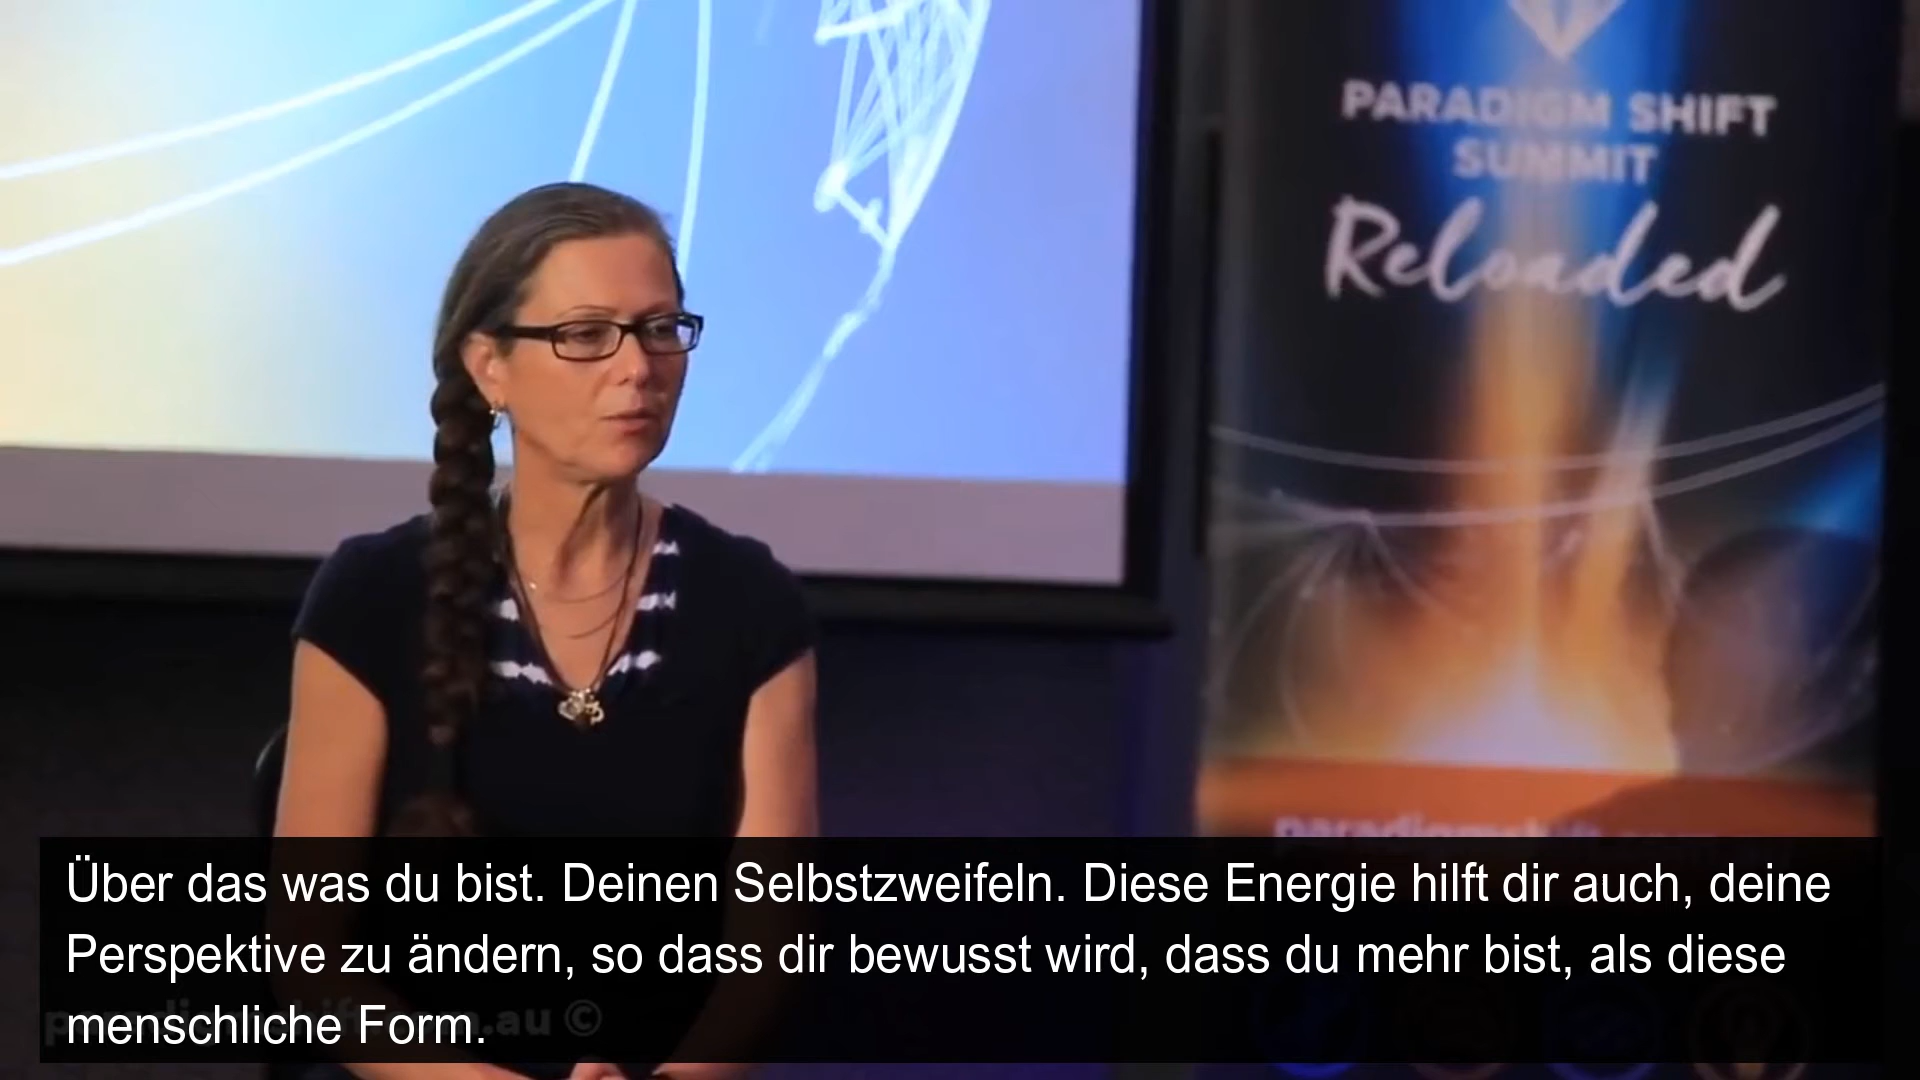 PARADIGM SHIFT
SUMMIT
Reloaded
Über das was du bist. Deinen Selbstzweifeln. Diese Energie hilft dir auch, deine
Perspektive zu ändern, so dass dir bewusst wird, dass du mehr bist, als diese
menschliche Form.